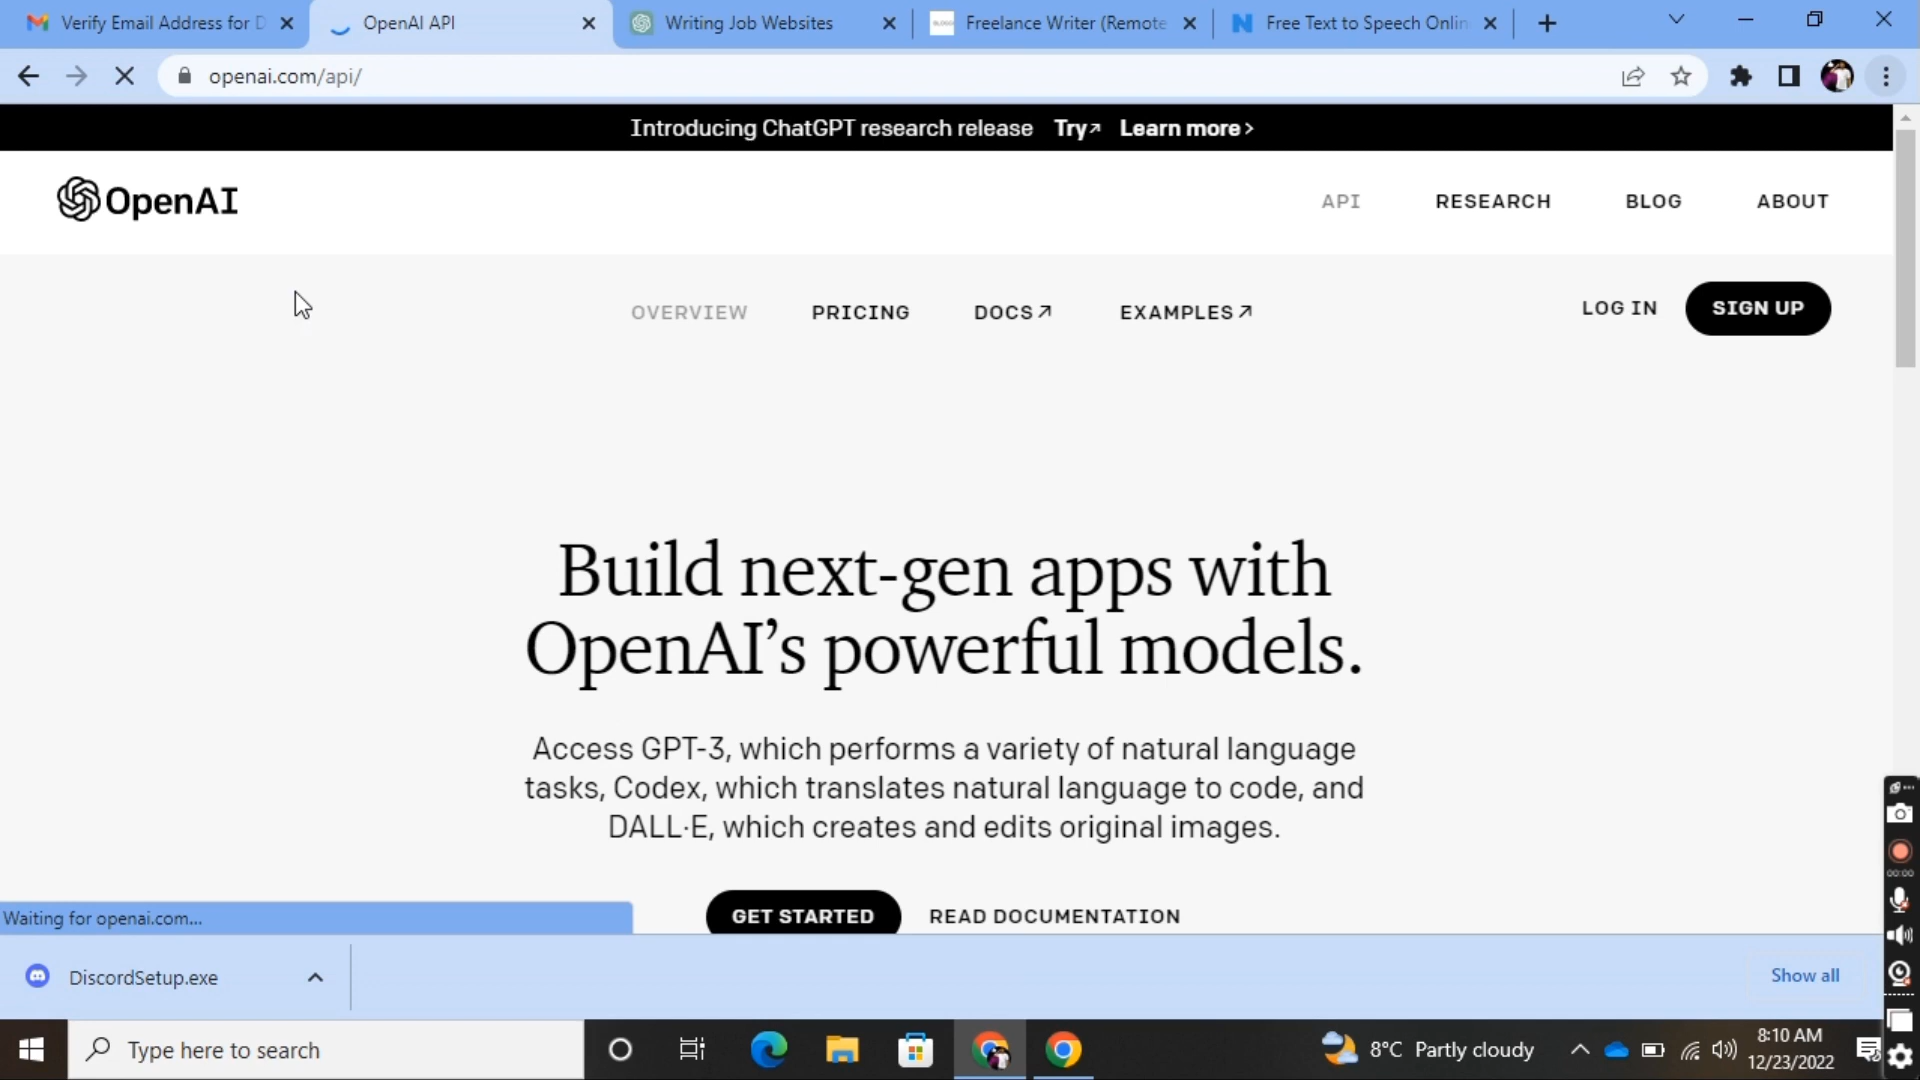 Verify Email Address for D
OpenAI API
Writing Job Websites
Freelance Writer (Remote
Free Text to Speech Onlin
openai.com/api/
Introducing ChatGPT research release Try↗ Learn more >
OpenAI
API RESEARCH BLOG ABOUT
OVERVIEW PRICING DOCS↗ EXAMPLES↗ LOG IN SIGN UP
Build next-gen apps with
OpenAI’s powerful models.
Access GPT-3, which performs a variety of natural language
tasks, Codex, which translates natural language to code, and
DALL·E, which creates and edits original images.
GET STARTED READ DOCUMENTATION
Waiting for openai.com...
DiscordSetup.exe
Show all
00:00
Type here to search
8°C Partly cloudy
8:10 AM
12/23/2022